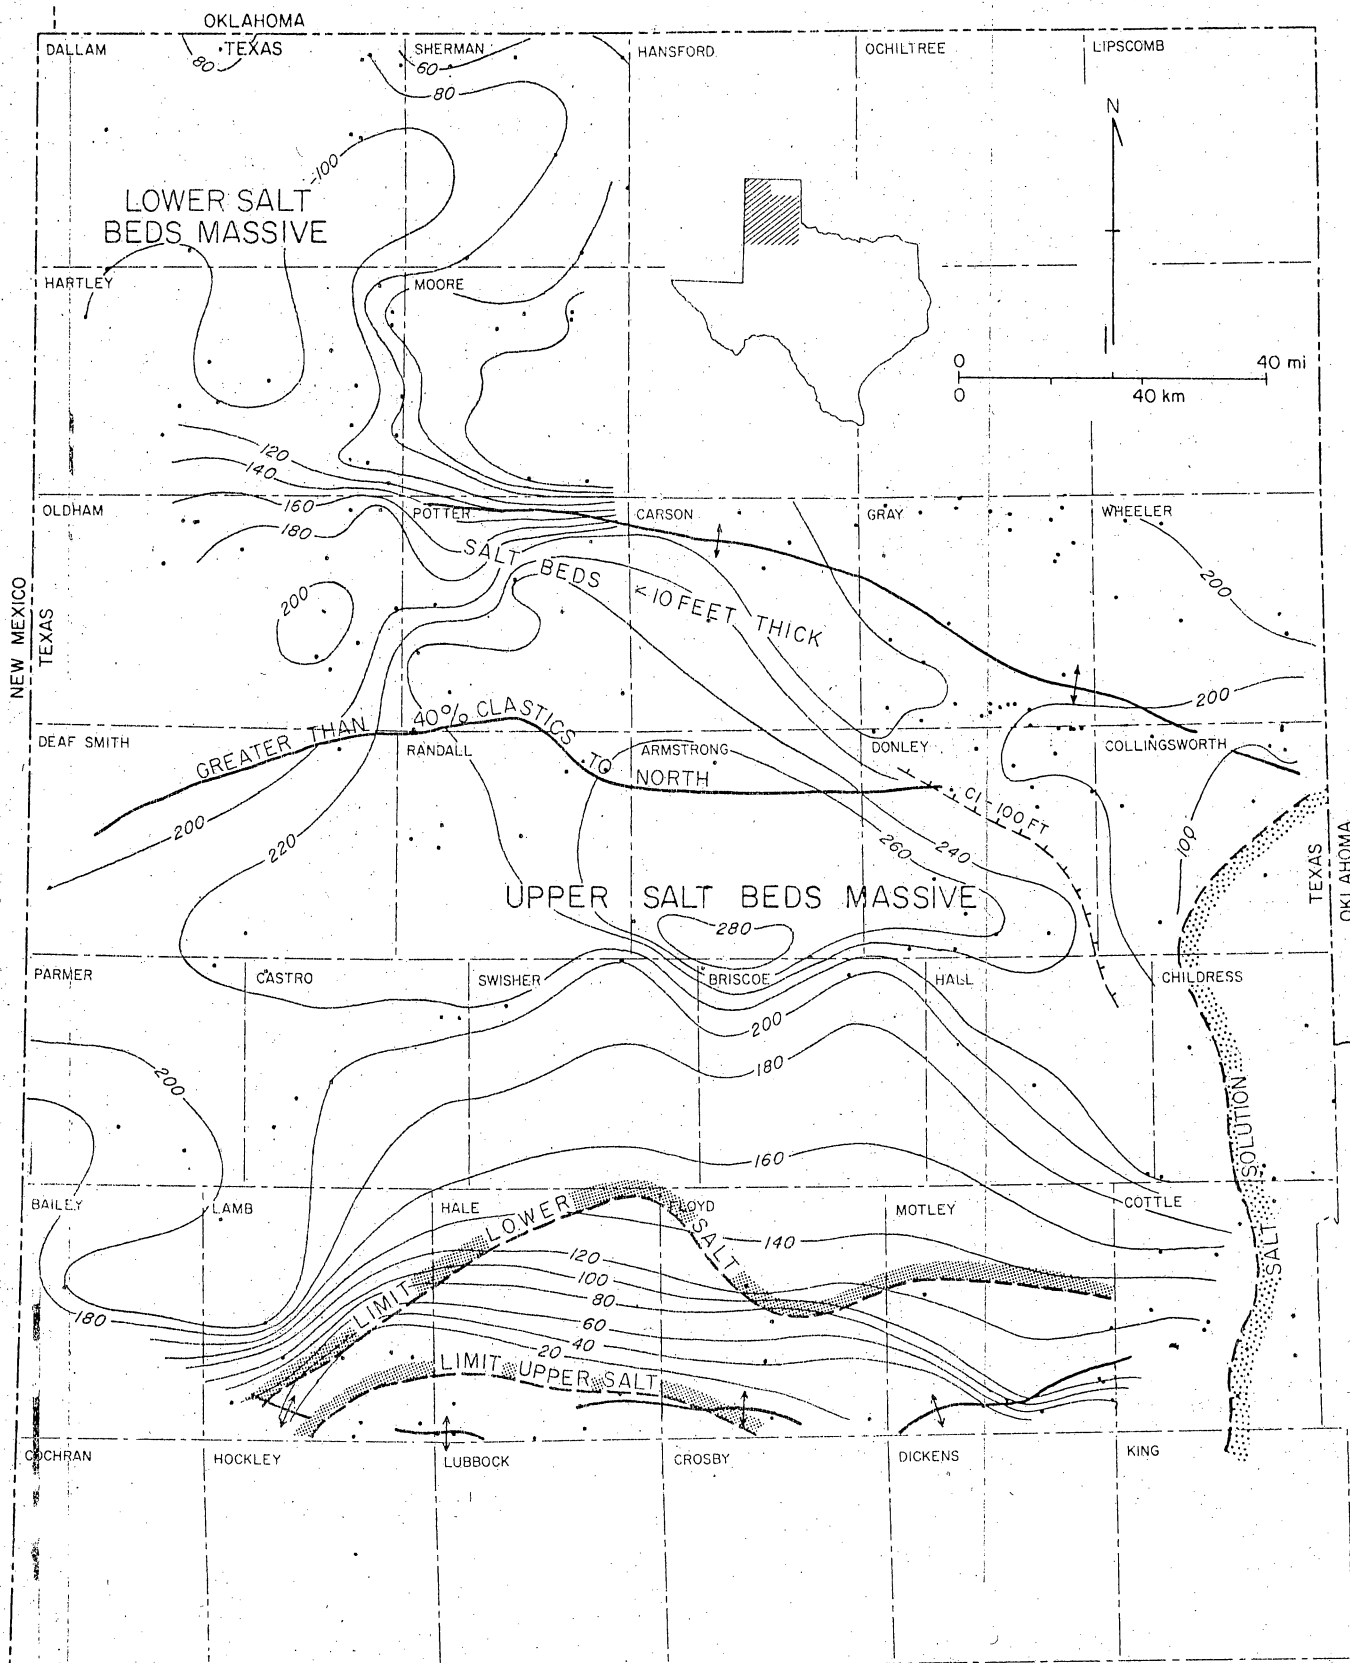 OKLAHOMA
TEXAS
DALLAM
SHERMAN
HANSFORD
OCHILTREE
LIPSCOMB
80
60
80
N
100
LOWER SALT
BEDS MASSIVE
HARTLEY
MOORE
0
40 mi
0
40 km
120
140
160
180
OLDHAM
POTTER
CARSON
GRAY
WHEELER
SALT BEDS <10 FEET THICK
200
200
NEW MEXICO
TEXAS
200
GREATER THAN 40% CLASTICS TO NORTH
DEAF SMITH
RANDALL
ARMSTRONG
DONLEY
COLLINGSWORTH
CI-100 FT
200
220
260
240
100
TEXAS
OKLAHOMA
UPPER SALT BEDS MASSIVE
280
PARMER
CASTRO
SWISHER
BRISCOE
HALL
CHILDRESS
200
180
200
160
SALT SOLUTION
BAILEY
LAMB
HALE
FLOYD
MOTLEY
COTTLE
LIMIT LOWER SALT
140
120
100
80
60
40
20
180
LIMIT UPPER SALT
COCHRAN
HOCKLEY
LUBBOCK
CROSBY
DICKENS
KING